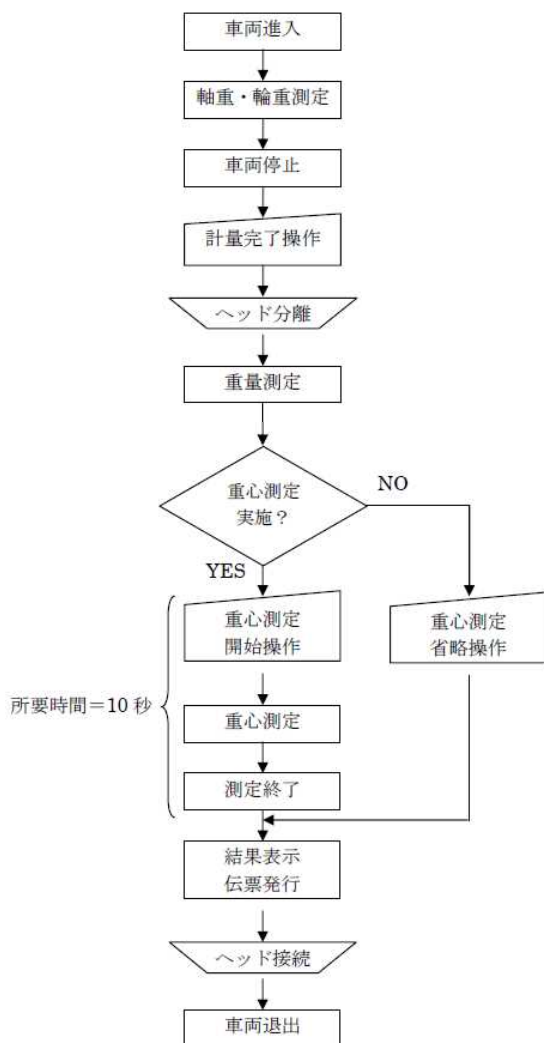 車両進入
軸重・輪重測定
車両停止
計量完了操作
ヘッド分離
重量測定
重心測定
実施？
NO
YES
重心測定
開始操作
重心測定
省略操作
所要時間＝10 秒
重心測定
測定終了
結果表示
伝票発行
ヘッド接続
車両退出